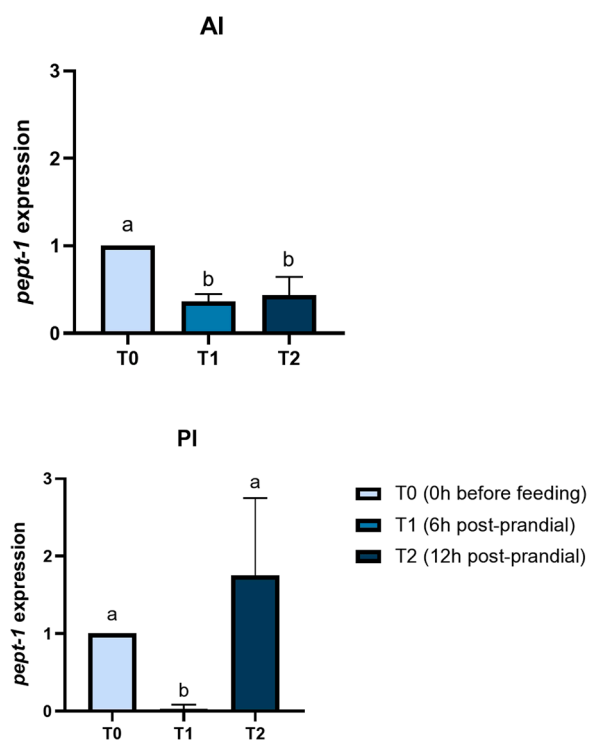 AI
pept-1 expression
3
2
1
0
a
b
b
T0
T1
T2
PI
pept-1 expression
3
2
1
0
a
b
a
T0
T1
T2
T0 (0h before feeding)
T1 (6h post-prandial)
T2 (12h post-prandial)